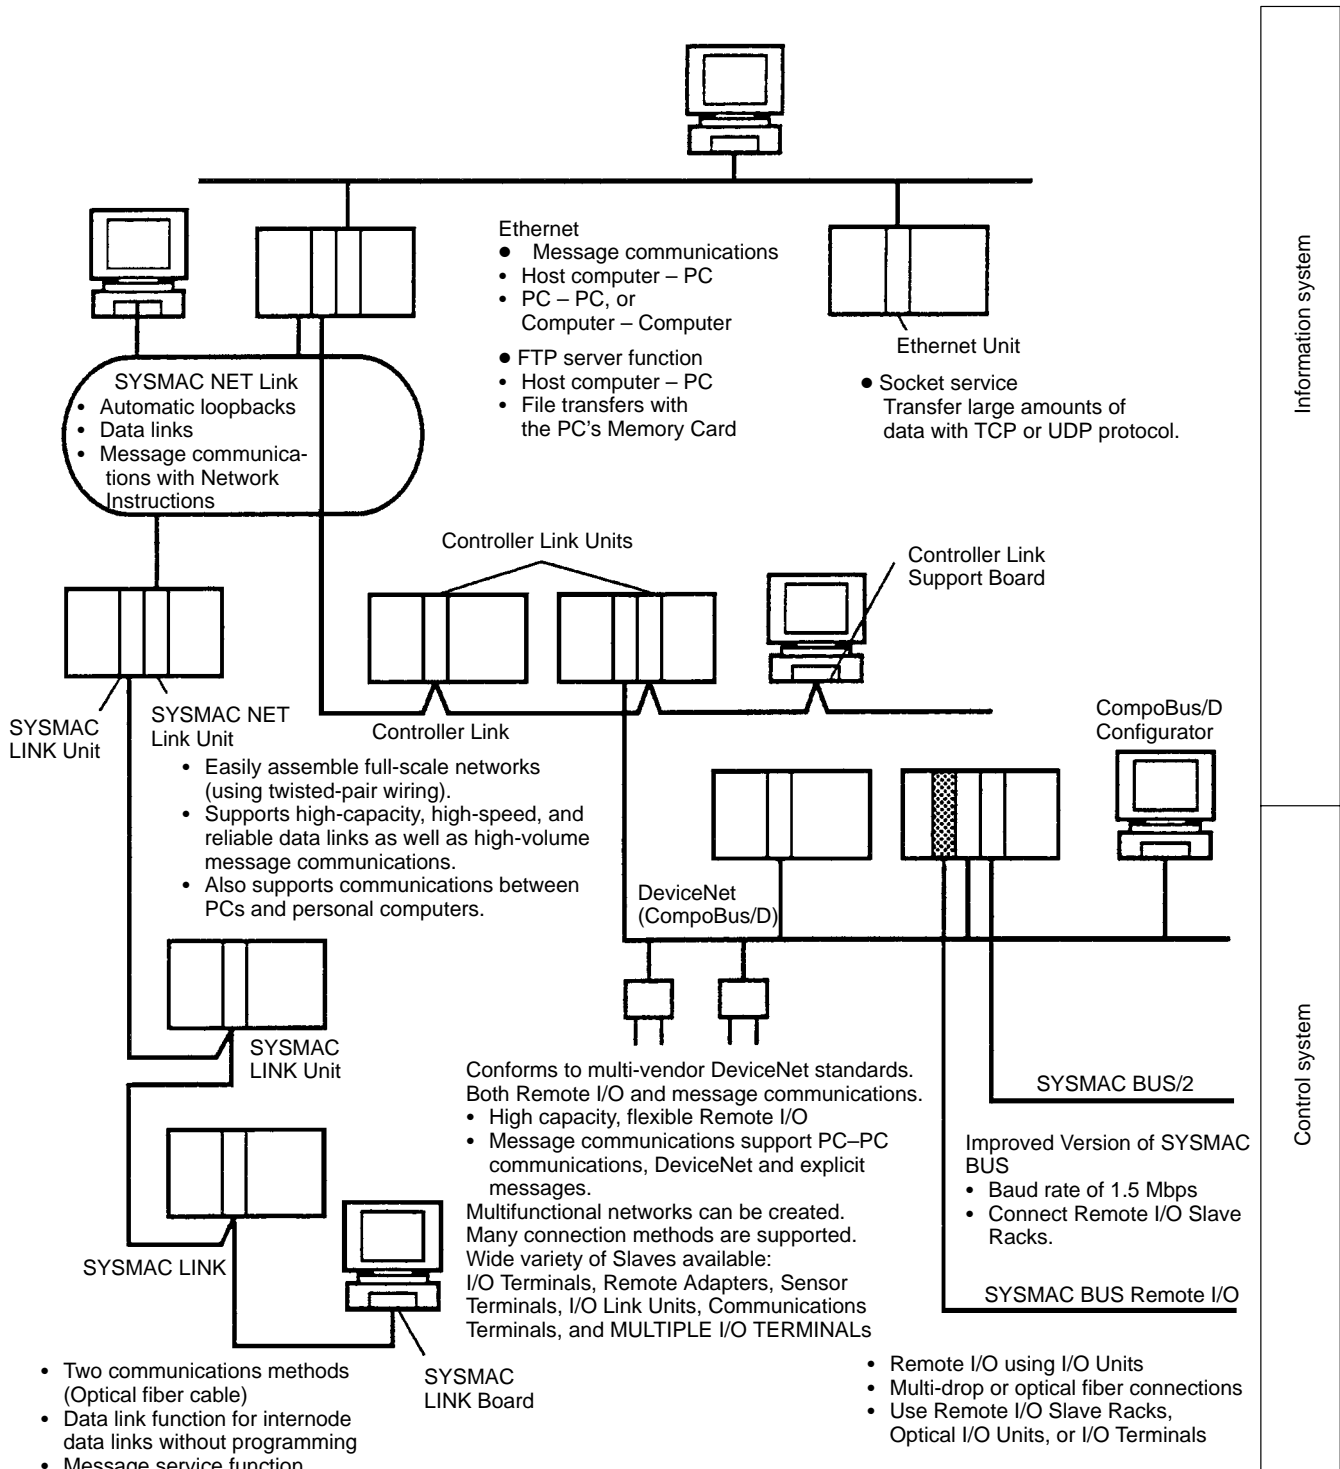 Ethernet
● Message communications
• Host computer – PC
• PC – PC, or
Computer – Computer
● FTP server function
• Host computer – PC
• File transfers with
the PC's Memory Card
Ethernet Unit
● Socket service
Transfer large amounts of
data with TCP or UDP protocol.
Information system
SYSMAC NET Link
• Automatic loopbacks
• Data links
• Message communica-
tions with Network
Instructions
Controller Link Units
Controller Link
Support Board
SYSMAC
LINK Unit
SYSMAC NET
Link Unit
Controller Link
• Easily assemble full-scale networks
(using twisted-pair wiring).
• Supports high-capacity, high-speed, and
reliable data links as well as high-volume
message communications.
• Also supports communications between
PCs and personal computers.
CompoBus/D
Configurator
DeviceNet
(CompoBus/D)
SYSMAC
LINK Unit
Conforms to multi-vendor DeviceNet standards.
Both Remote I/O and message communications.
• High capacity, flexible Remote I/O
• Message communications support PC–PC
communications, DeviceNet and explicit
messages.
Multifunctional networks can be created.
Many connection methods are supported.
Wide variety of Slaves available:
I/O Terminals, Remote Adapters, Sensor
Terminals, I/O Link Units, Communications
Terminals, and MULTIPLE I/O TERMINALs
SYSMAC BUS/2
Improved Version of SYSMAC
BUS
• Baud rate of 1.5 Mbps
• Connect Remote I/O Slave
Racks.
Control system
SYSMAC LINK
SYSMAC BUS Remote I/O
SYSMAC
LINK Board
• Two communications methods
(Optical fiber cable)
• Data link function for internode
data links without programming
• Message service function
• Remote I/O using I/O Units
• Multi-drop or optical fiber connections
• Use Remote I/O Slave Racks,
Optical I/O Units, or I/O Terminals